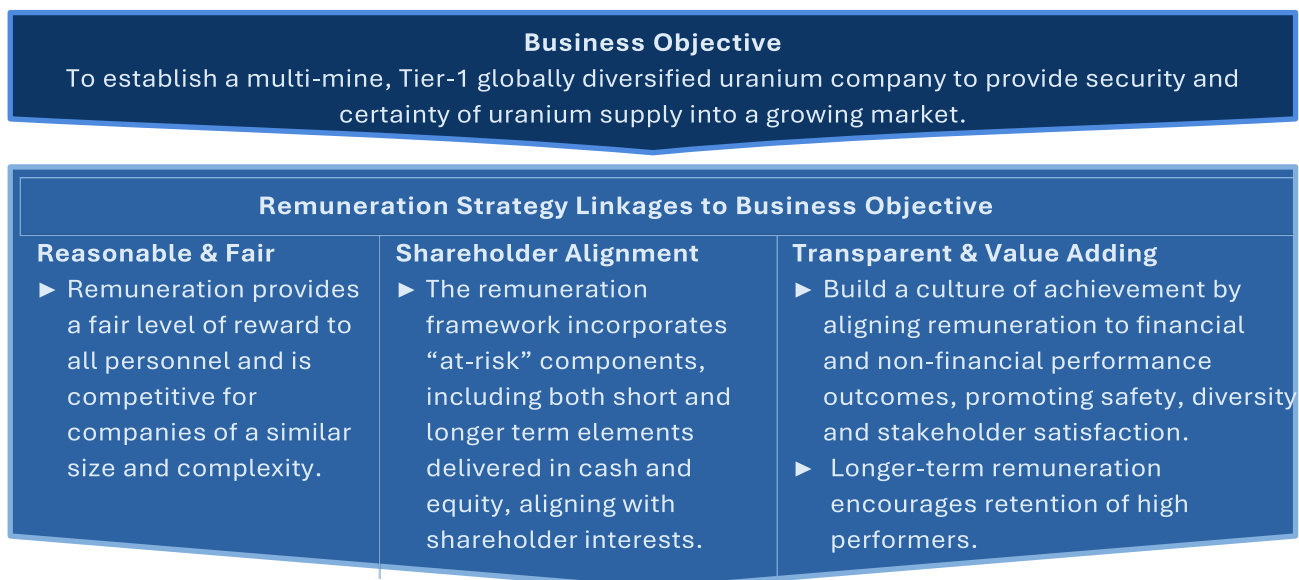 Business Objective
To establish a multi-mine, Tier-1 globally diversified uranium company to provide security and
certainty of uranium supply into a growing market.
Remuneration Strategy Linkages to Business Objective
Reasonable & Fair
► Remuneration provides
a fair level of reward to
all personnel and is
competitive for
companies of a similar
size and complexity.
Shareholder Alignment
► The remuneration
framework incorporates
“at-risk” components,
including both short and
longer term elements
delivered in cash and
equity, aligning with
shareholder interests.
Transparent & Value Adding
► Build a culture of achievement by
aligning remuneration to financial
and non-financial performance
outcomes, promoting safety, diversity
and stakeholder satisfaction.
► Longer-term remuneration
encourages retention of high
performers.